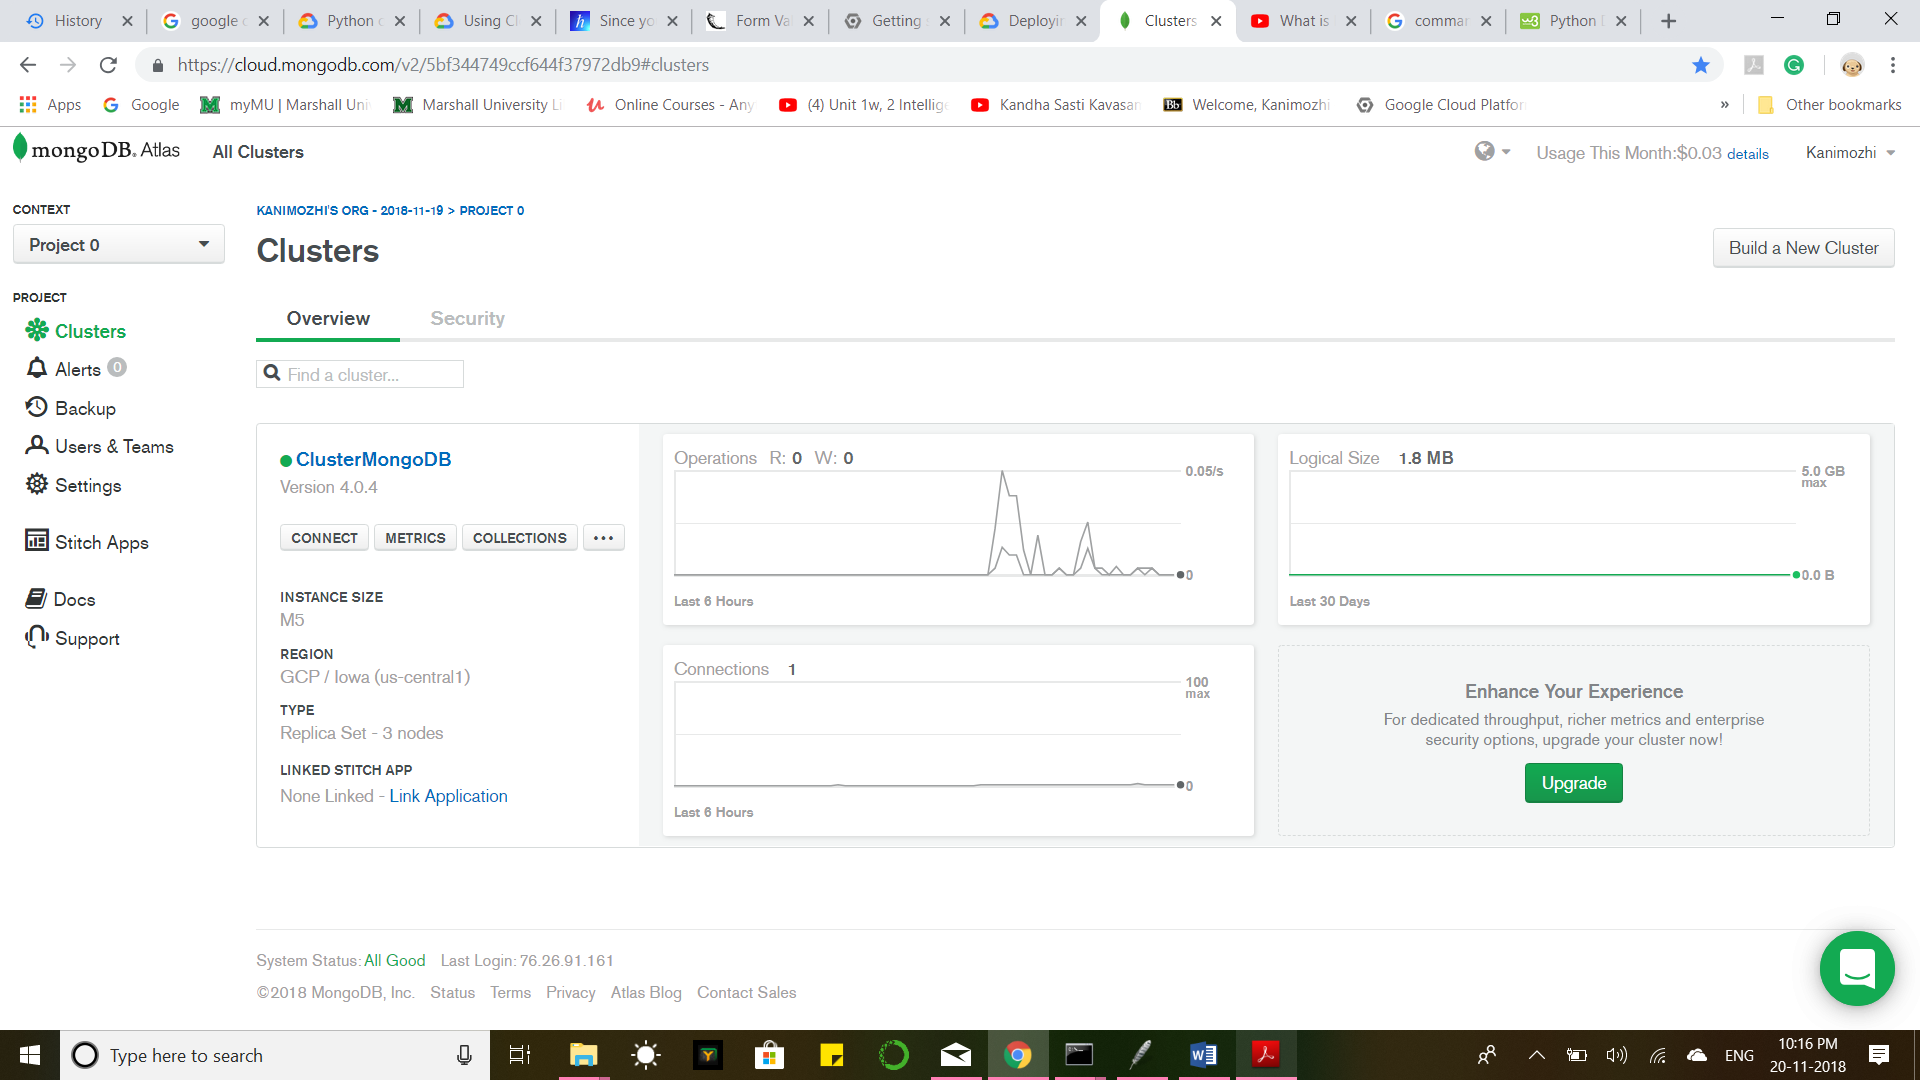 History
google c
Python c
Using Cl
Since yo
Form Val
Getting s
Deployin
Clusters
What is
comman
Python D
https://cloud.mongodb.com/v2/5bf344749ccf644f37972db9#clusters
Apps
Google
myMU | Marshall Uni
Marshall University Li
Online Courses - Any
(4) Unit 1w, 2 Intellige
Kandha Sasti Kavasam
Bb Welcome, Kanimozhi
Google Cloud Platfor
»
Other bookmarks
mongoDB. Atlas
All Clusters
Usage This Month:$0.03 details
Kanimozhi
CONTEXT
Project 0
PROJECT
Clusters
Alerts 0
Backup
Users & Teams
Settings
Stitch Apps
Docs
Support
KANIMOZHI'S ORG - 2018-11-19 > PROJECT 0
Clusters
Build a New Cluster
Overview
Security
Find a cluster...
ClusterMongoDB
Version 4.0.4
CONNECT
METRICS
COLLECTIONS
...
INSTANCE SIZE
M5
REGION
GCP / Iowa (us-central1)
TYPE
Replica Set - 3 nodes
LINKED STITCH APP
None Linked - Link Application
Operations R: 0 W: 0
0.05/s
0
Last 6 Hours
Logical Size 1.8 MB
5.0 GB
max
0.0 B
Last 30 Days
Connections 1
100
max
0
Last 6 Hours
Enhance Your Experience
For dedicated throughput, richer metrics and enterprise
security options, upgrade your cluster now!
Upgrade
System Status: All Good Last Login: 76.26.91.161
©2018 MongoDB, Inc. Status Terms Privacy Atlas Blog Contact Sales
Type here to search
ENG
10:16 PM
20-11-2018